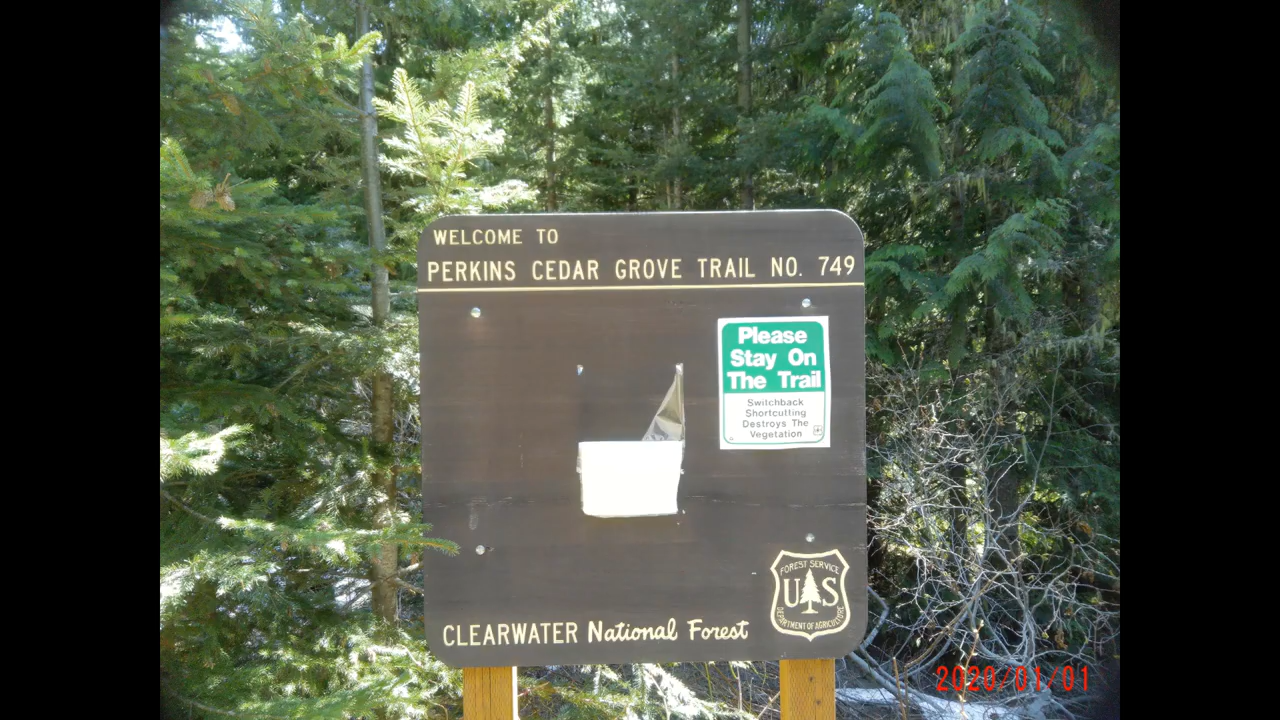 WELCOME TO
PERKINS CEDAR GROVE TRAIL NO. 749
Please
Stay On
The Trail
Switchback
Shortcutting
Destroys The
Vegetation
FOREST SERVICE
U S
DEPARTMENT OF AGRICULTURE
CLEARWATER National Forest
2020/01/01